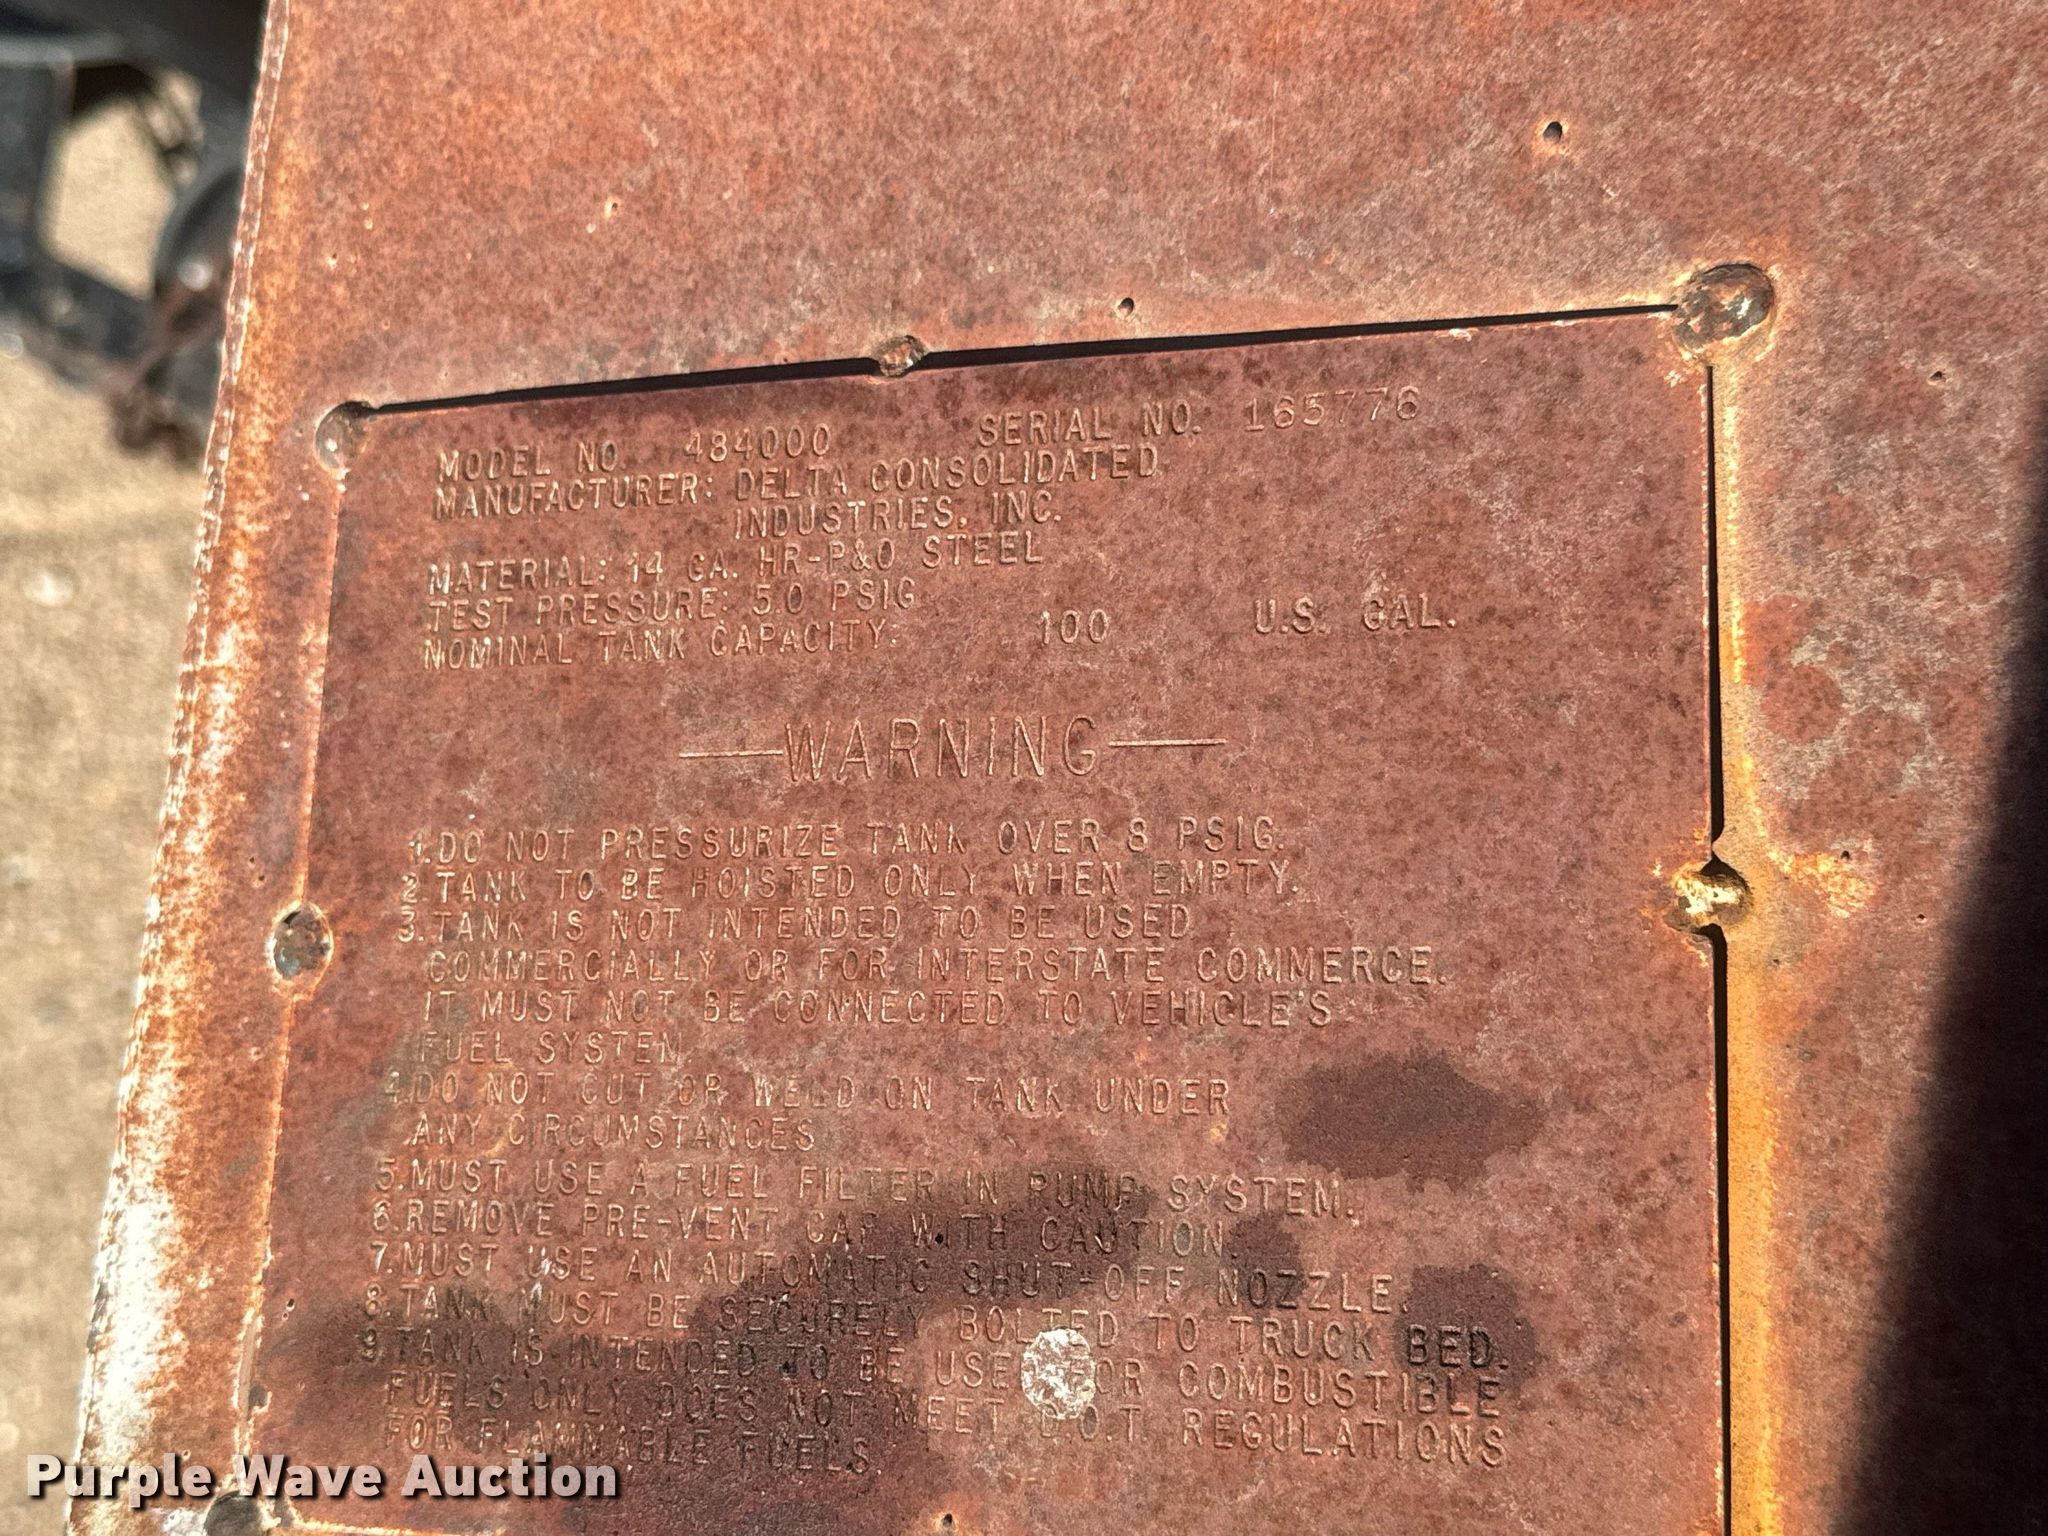 MODEL NO. 484000 SERIAL NO. 165776
MANUFACTURER: DELTA CONSOLIDATED
INDUSTRIES, INC.
MATERIAL: 14 GA. HR-P&O STEEL
TEST PRESSURE: 5.0 PSIG
NOMINAL TANK CAPACITY: 100 U.S. GAL.
—WARNING—
1. DO NOT PRESSURIZE TANK OVER 8 PSIG.
2. TANK TO BE HOISTED ONLY WHEN EMPTY.
3. TANK IS NOT INTENDED TO BE USED
COMMERCIALLY OR FOR INTERSTATE COMMERCE.
IT MUST NOT BE CONNECTED TO VEHICLE'S
FUEL SYSTEM.
4. DO NOT CUT OR WELD ON TANK UNDER
ANY CIRCUMSTANCES
5. MUST USE A FUEL FILTER IN PUMP SYSTEM.
6. REMOVE PRE-VENT CAP WITH CAUTION.
7. MUST USE AN AUTOMATIC SHUT-OFF NOZZLE.
8. TANK MUST BE SECURELY BOLTED TO TRUCK BED.
9. TANK IS INTENDED TO BE USED FOR COMBUSTIBLE
FUELS ONLY. DOES NOT MEET D.O.T. REGULATIONS
FOR FLAMMABLE FUELS.
Purple Wave Auction